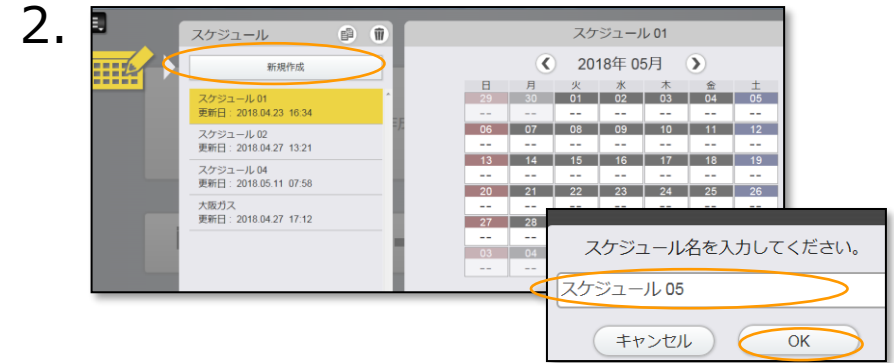 2.
スケジュール
新規作成
スケジュール 01
更新日 : 2018.04.23 16:34
スケジュール 02
更新日 : 2018.04.27 13:21
スケジュール 04
更新日 : 2018.05.11 07:58
大阪ガス
更新日 : 2018.04.27 17:12
スケジュール 01
2018年 05月
日 月 火 水 木 金 土
29 30 01 02 03 04 05
-- -- -- -- -- -- --
06 07 08 09 10 11 12
-- -- -- -- -- -- --
13 14 15 16 17 18 19
-- -- -- -- -- -- --
20 21 22 23 24 25 26
-- -- -- -- -- -- --
27 28
-- --
03 04
-- --
スケジュール名を入力してください。
スケジュール 05
キャンセル OK